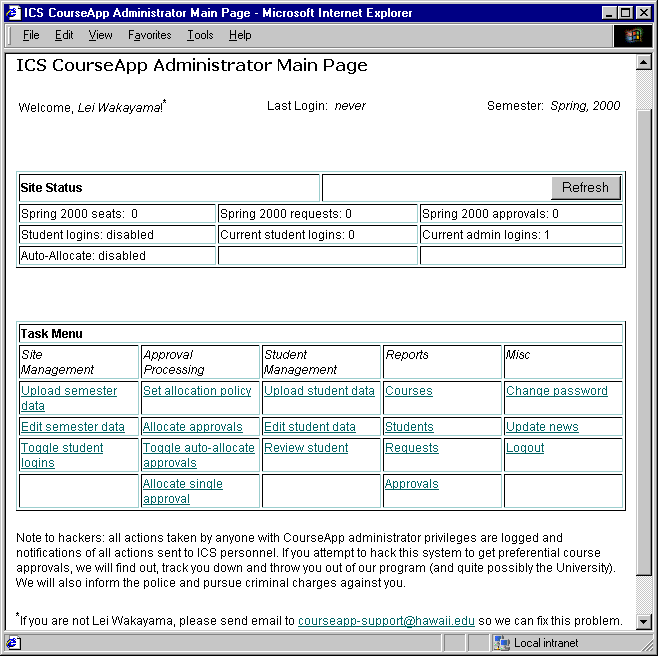 ICS CourseApp Administrator Main Page - Microsoft Internet Explorer
File Edit View Favorites Tools Help
ICS CourseApp Administrator Main Page
Welcome, Lei Wakayama!* Last Login: never Semester: Spring, 2000
Site Status Refresh
Spring 2000 seats: 0 Spring 2000 requests: 0 Spring 2000 approvals: 0
Student logins: disabled Current student logins: 0 Current admin logins: 1
Auto-Allocate: disabled
Task Menu
Site Management Approval Processing Student Management Reports Misc
Upload semester data Set allocation policy Upload student data Courses Change password
Edit semester data Allocate approvals Edit student data Students Update news
Toggle student logins Toggle auto-allocate approvals Review student Requests Logout
Allocate single approval Approvals
Note to hackers: all actions taken by anyone with CourseApp administrator privileges are logged and
notifications of all actions sent to ICS personnel. If you attempt to hack this system to get preferential course
approvals, we will find out, track you down and throw you out of our program (and quite possibly the University).
We will also inform the police and pursue criminal charges against you.
*If you are not Lei Wakayama, please send email to courseapp-support@hawaii.edu so we can fix this problem.
Local intranet